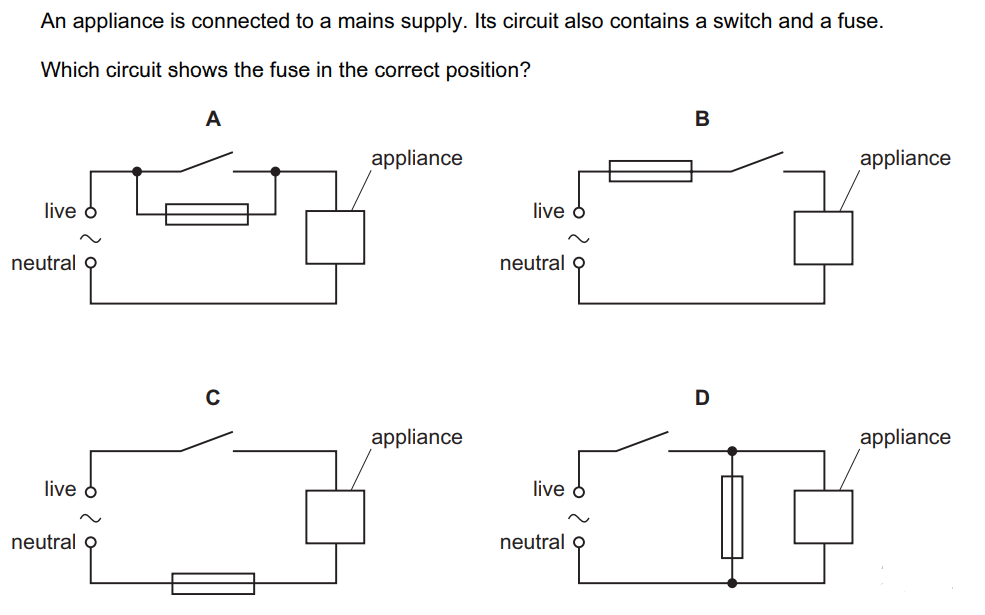 An appliance is connected to a mains supply. Its circuit also contains a switch and a fuse.
Which circuit shows the fuse in the correct position?
A
appliance
live
neutral
B
appliance
live
neutral
C
appliance
live
neutral
D
appliance
live
neutral